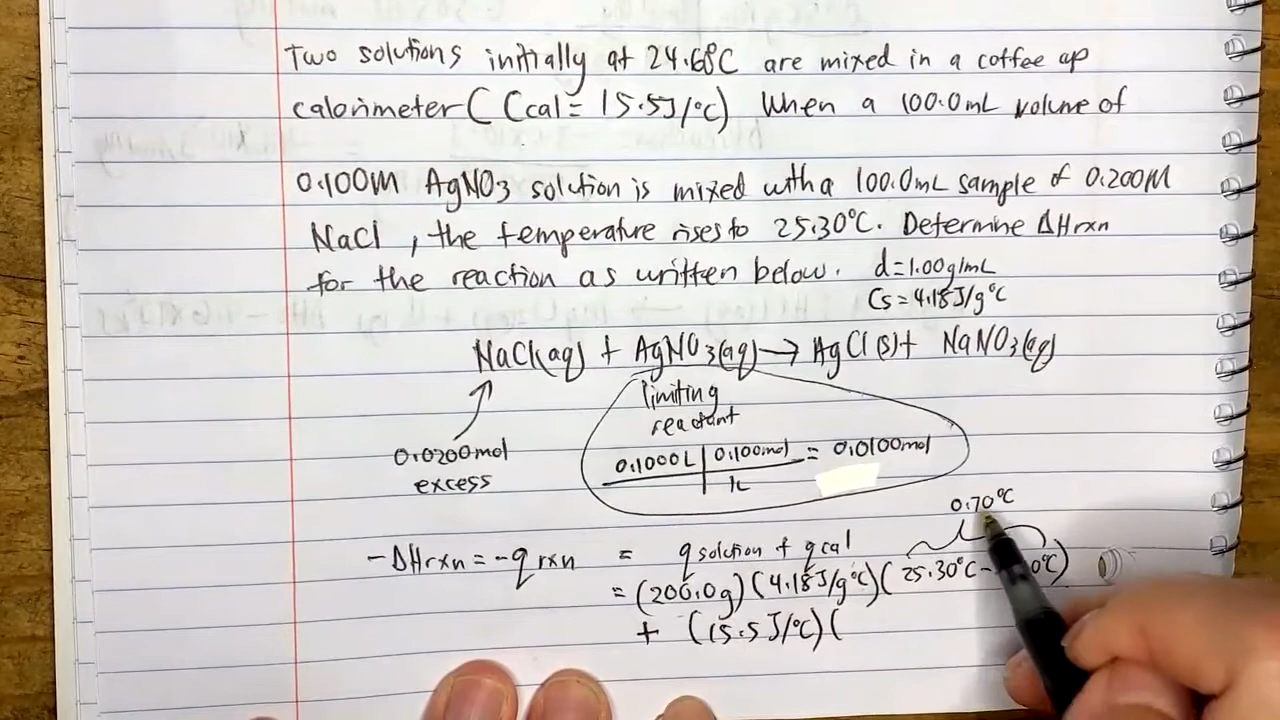 Two solutions initially at 24.60°C are mixed in a coffee cup
calorimeter (Ccal = 15.5J/°C) When a 100.0mL volume of
0.100M AgNO3 solution is mixed with a 100.0mL sample of 0.200M
NaCl, the temperature rises to 25.30°C. Determine ΔHrxn
for the reaction as written below. d=1.00g/mL
Cs=4.18J/g°C
NaCl(aq) + AgNO3(aq) → AgCl(s) + NaNO3(aq)
limiting
reactant
0.0200mol
excess
0.1000L | 0.100mol = 0.0100mol
1L
0.70°C
-ΔHrxn = -qrxn = qsolution + qcal
= (200.0g)(4.18J/g°C)(25.30°C- 0°C)
+ (15.5J/°C)(